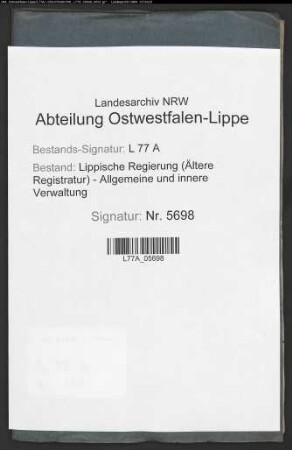 Landesarchiv NRW
Abteilung Ostwestfalen-Lippe
Bestands-Signatur: L 77 A
Bestand: Lippische Regierung (Ältere
Registratur) - Allgemeine und innere
Verwaltung
Signatur: Nr. 5698
L77A_05698